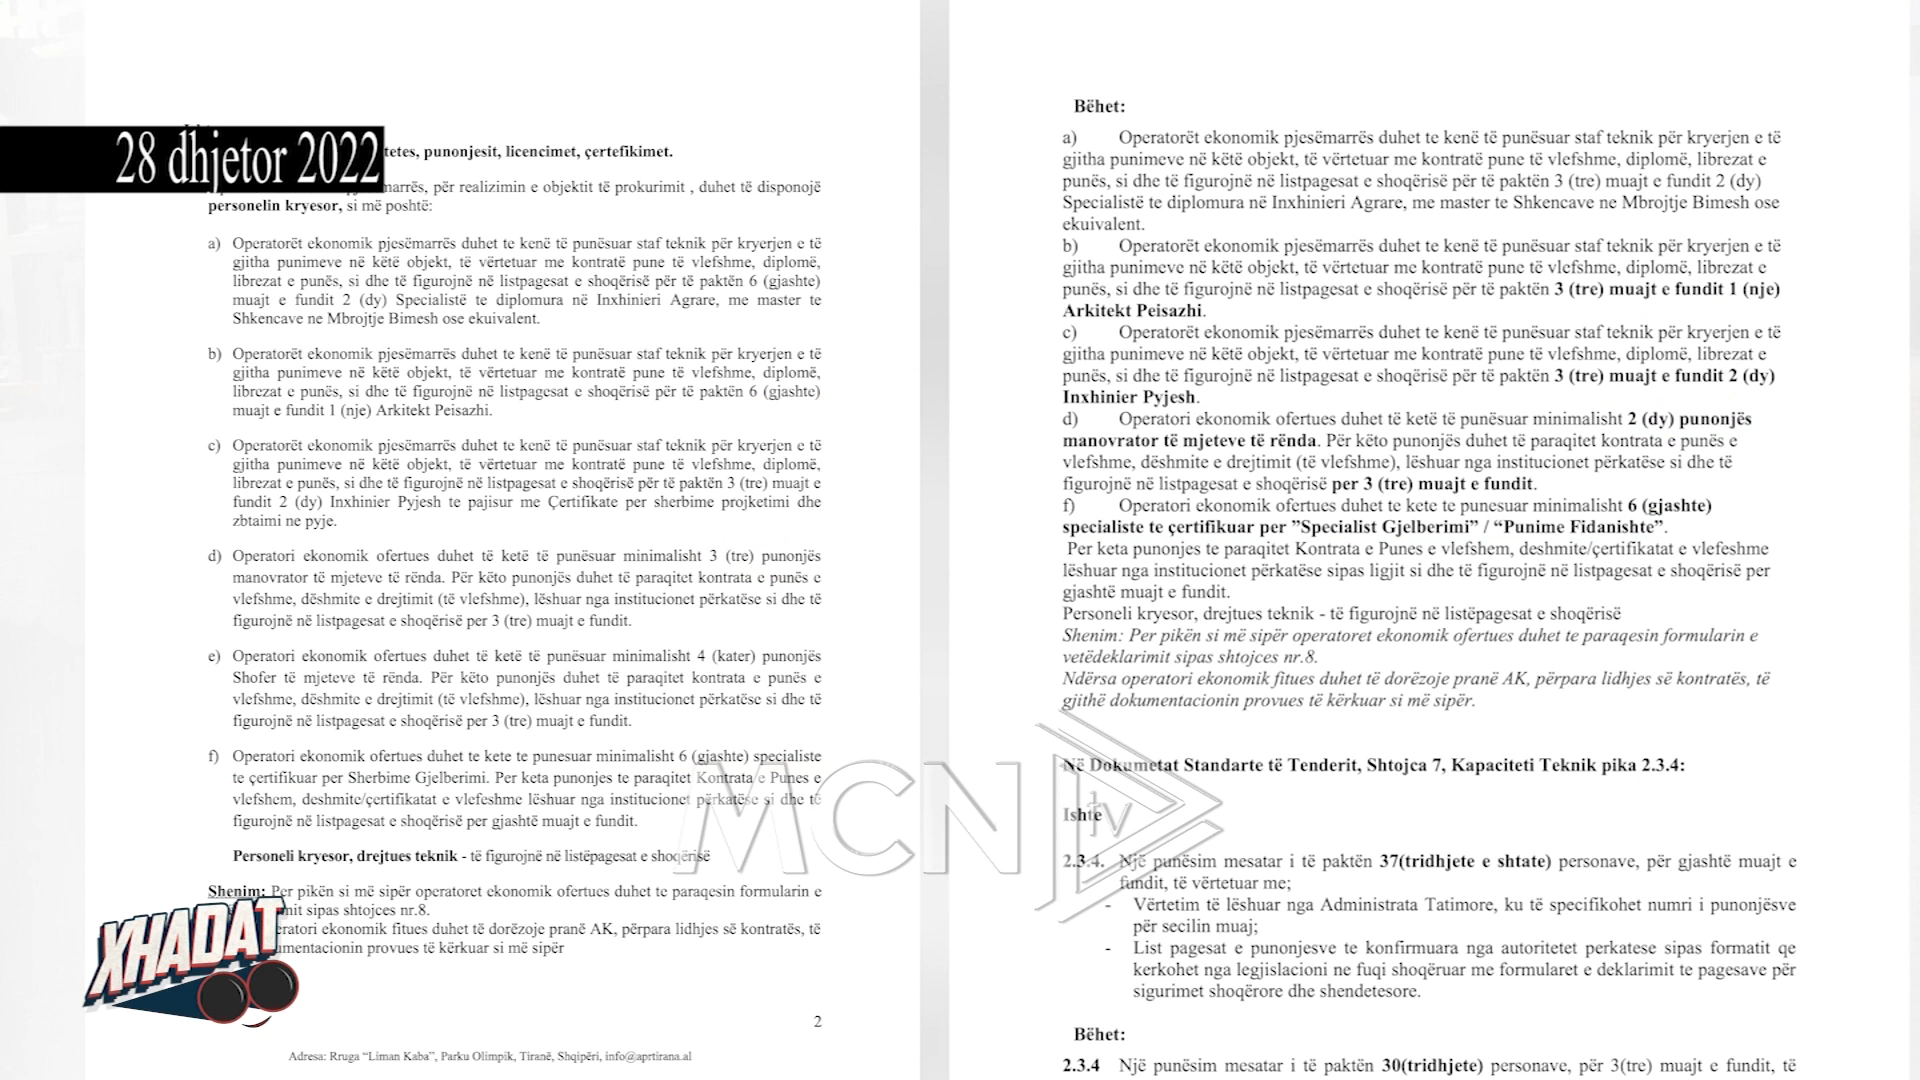 28 dhjetor 2022
tetes, punonjesit, licencimet, çertefikimet.
marrës, për realizimin e objektit të prokurimit , duhet të disponojë
personelin kryesor, si më poshtë:
a) Operatorët ekonomik pjesëmarrës duhet te kenë të punësuar staf teknik për kryerjen e të
gjitha punimeve në këtë objekt, të vërtetuar me kontratë pune të vlefshme, diplomë,
librezat e punës, si dhe të figurojnë në listpagesat e shoqërisë për të paktën 6 (gjashte)
muajt e fundit 2 (dy) Specialistë te diplomura në Inxhinieri Agrare, me master te
Shkencave ne Mbrojtje Bimesh ose ekuivalent.
b) Operatorët ekonomik pjesëmarrës duhet te kenë të punësuar staf teknik për kryerjen e të
gjitha punimeve në këtë objekt, të vërtetuar me kontratë pune të vlefshme, diplomë,
librezat e punës, si dhe të figurojnë në listpagesat e shoqërisë për të paktën 6 (gjashte)
muajt e fundit 1 (nje) Arkitekt Peisazhi.
c) Operatorët ekonomik pjesëmarrës duhet te kenë të punësuar staf teknik për kryerjen e të
gjitha punimeve në këtë objekt, të vërtetuar me kontratë pune të vlefshme, diplomë,
librezat e punës, si dhe të figurojnë në listpagesat e shoqërisë për të paktën 3 (tre) muajt e
fundit 2 (dy) Inxhinier Pyjesh te pajisur me Çertifikate per sherbime projketimi dhe
zbtaimi ne pyje.
d) Operatori ekonomik ofertues duhet të ketë të punësuar minimalisht 3 (tre) punonjës
manovrator të mjeteve të rënda. Për këto punonjës duhet të paraqitet kontrata e punës e
vlefshme, dëshmite e drejtimit (të vlefshme), lëshuar nga institucionet përkatëse si dhe të
figurojnë në listpagesat e shoqërisë per 3 (tre) muajt e fundit.
e) Operatori ekonomik ofertues duhet të ketë të punësuar minimalisht 4 (kater) punonjës
Shofer të mjeteve të rënda. Për këto punonjës duhet të paraqitet kontrata e punës e
vlefshme, dëshmite e drejtimit (të vlefshme), lëshuar nga institucionet përkatëse si dhe të
figurojnë në listpagesat e shoqërisë per 3 (tre) muajt e fundit.
f) Operatori ekonomik ofertues duhet te kete te punesuar minimalisht 6 (gjashte) specialiste
te çertifikuar per Sherbime Gjelberimi. Per keta punonjes te paraqitet Kontrata e Punes e
vlefshem, deshmite/çertifikatat e vlefeshme lëshuar nga institucionet përkatëse si dhe të
figurojnë në listpagesat e shoqërisë per gjashtë muajt e fundit.
Personeli kryesor, drejtues teknik - të figurojnë në listëpagesat e shoqërisë
Shenim: Per pikën si më sipër operatoret ekonomik ofertues duhet te paraqesin formularin e
mit sipas shtojces nr.8.
eratori ekonomik fitues duhet të dorëzoje pranë AK, përpara lidhjes së kontratës, të
umentacionin provues të kërkuar si më sipër
XHADAT
2
Adresa: Rruga “Liman Kaba”, Parku Olimpik, Tiranë, Shqipëri, info@aprtirana.al
Bëhet:
a) Operatorët ekonomik pjesëmarrës duhet te kenë të punësuar staf teknik për kryerjen e të
gjitha punimeve në këtë objekt, të vërtetuar me kontratë pune të vlefshme, diplomë, librezat e
punës, si dhe të figurojnë në listpagesat e shoqërisë për të paktën 3 (tre) muajt e fundit 2 (dy)
Specialistë te diplomura në Inxhinieri Agrare, me master te Shkencave ne Mbrojtje Bimesh ose
ekuivalent.
b) Operatorët ekonomik pjesëmarrës duhet te kenë të punësuar staf teknik për kryerjen e të
gjitha punimeve në këtë objekt, të vërtetuar me kontratë pune të vlefshme, diplomë, librezat e
punës, si dhe të figurojnë në listpagesat e shoqërisë për të paktën 3 (tre) muajt e fundit 1 (nje)
Arkitekt Peisazhi.
c) Operatorët ekonomik pjesëmarrës duhet te kenë të punësuar staf teknik për kryerjen e të
gjitha punimeve në këtë objekt, të vërtetuar me kontratë pune të vlefshme, diplomë, librezat e
punës, si dhe të figurojnë në listpagesat e shoqërisë për të paktën 3 (tre) muajt e fundit 2 (dy)
Inxhinier Pyjesh.
d) Operatori ekonomik ofertues duhet të ketë të punësuar minimalisht 2 (dy) punonjës
manovrator të mjeteve të rënda. Për këto punonjës duhet të paraqitet kontrata e punës e
vlefshme, dëshmite e drejtimit (të vlefshme), lëshuar nga institucionet përkatëse si dhe të
figurojnë në listpagesat e shoqërisë per 3 (tre) muajt e fundit.
f) Operatori ekonomik ofertues duhet te kete te punesuar minimalisht 6 (gjashte)
specialiste te çertifikuar per ”Specialist Gjelberimi” / “Punime Fidanishte”.
Per keta punonjes te paraqitet Kontrata e Punes e vlefshem, deshmite/çertifikatat e vlefeshme
lëshuar nga institucionet përkatëse sipas ligjit si dhe të figurojnë në listpagesat e shoqërisë per
gjashtë muajt e fundit.
Personeli kryesor, drejtues teknik - të figurojnë në listëpagesat e shoqërisë
Shenim: Per pikën si më sipër operatoret ekonomik ofertues duhet te paraqesin formularin e
vetëdeklarimit sipas shtojces nr.8.
Ndërsa operatori ekonomik fitues duhet të dorëzoje pranë AK, përpara lidhjes së kontratës, të
gjithë dokumentacionin provues të kërkuar si më sipër.
Në Dokumetat Standarte të Tenderit, Shtojca 7, Kapaciteti Teknik pika 2.3.4:
Ishte
MCN tv
2.3.4. Një punësim mesatar i të paktën 37(tridhjete e shtate) personave, për gjashtë muajt e
fundit, të vërtetuar me;
- Vërtetim të lëshuar nga Administrata Tatimore, ku të specifikohet numri i punonjësve
për secilin muaj;
- List pagesat e punonjesve te konfirmuara nga autoritetet perkatese sipas formatit qe
kerkohet nga legjislacioni ne fuqi shoqëruar me formularet e deklarimit te pagesave për
sigurimet shoqërore dhe shendetesore.
Bëhet:
2.3.4 Një punësim mesatar i të paktën 30(tridhjete) personave, për 3(tre) muajt e fundit, të